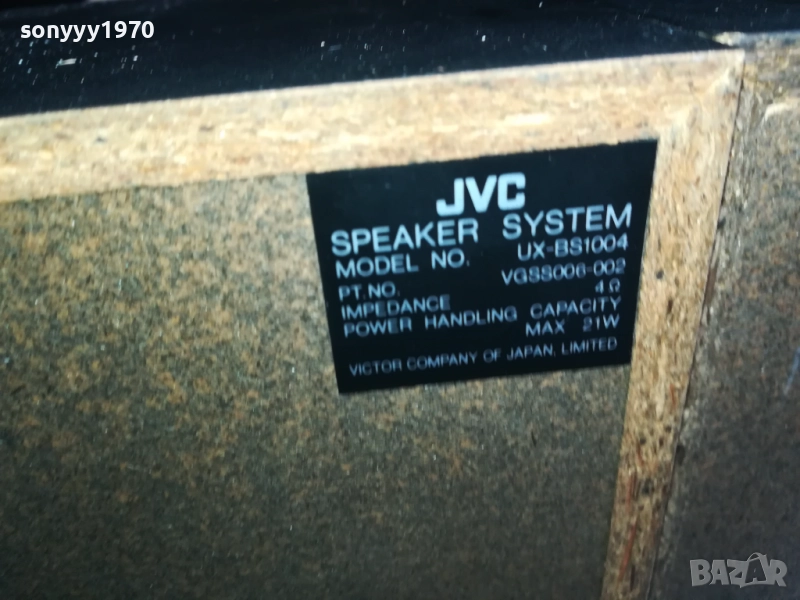 sonyyy1970
JVC
SPEAKER SYSTEM
MODEL NO. UX-BS1004
PT.NO. VGSS006-002
IMPEDANCE 4Ω
POWER HANDLING CAPACITY
MAX 21W
VICTOR COMPANY OF JAPAN, LIMITED
BAZAR